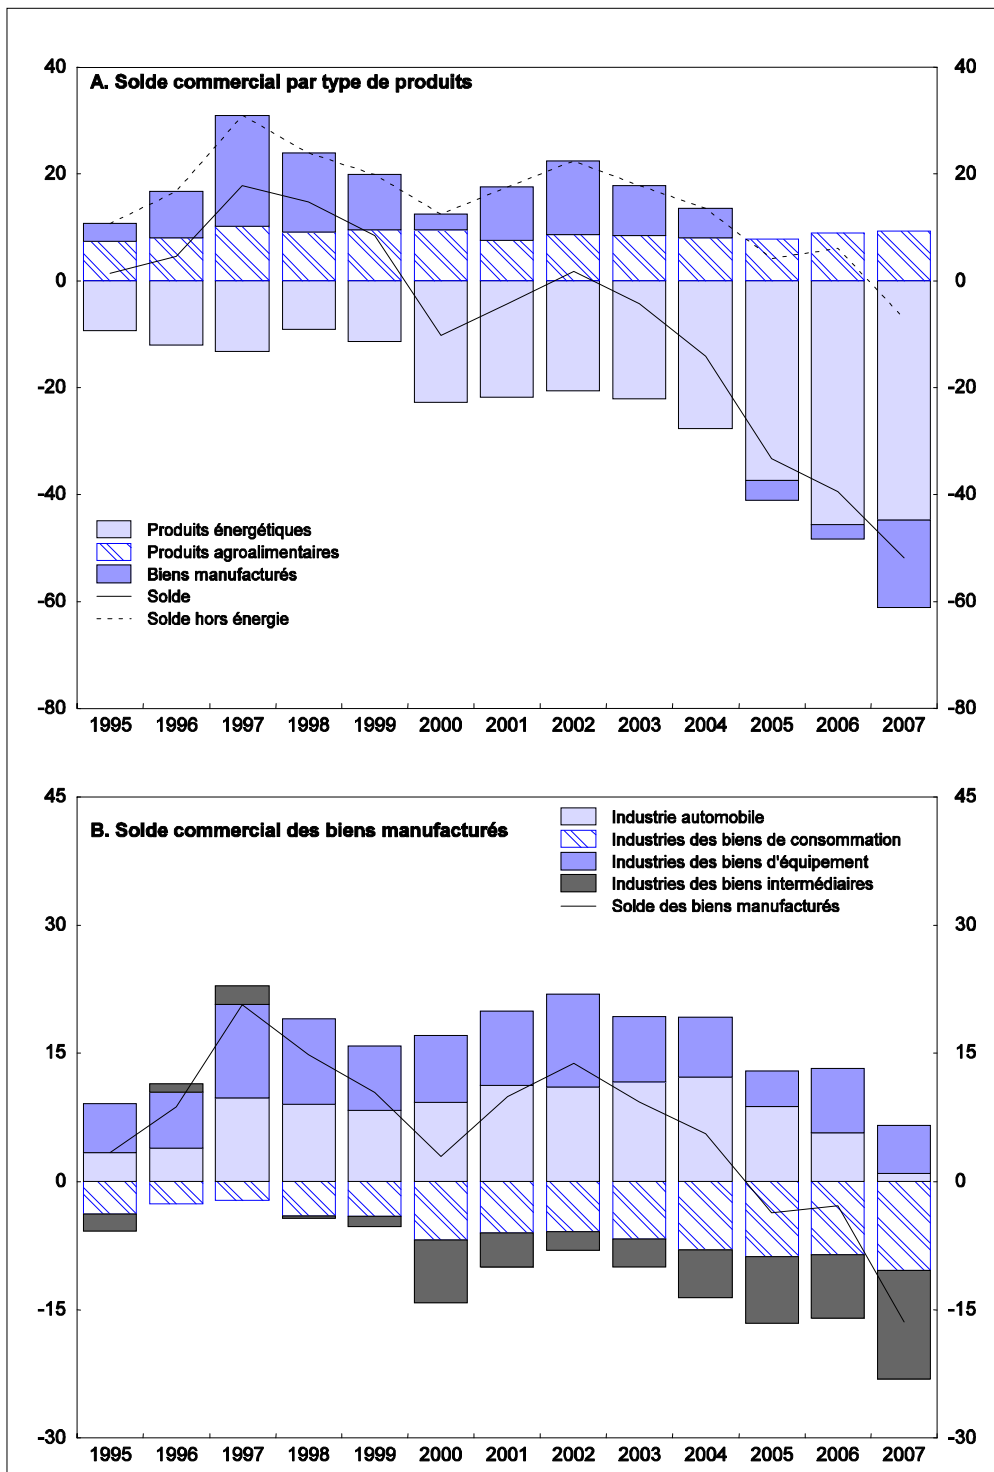 A. Solde commercial par type de produits
40 40
20 20
0 0
-20 -20
-40 -40
-60 -60
-80 -80
Produits énergétiques
Produits agroalimentaires
Biens manufacturés
Solde
Solde hors énergie
1995 1996 1997 1998 1999 2000 2001 2002 2003 2004 2005 2006 2007
B. Solde commercial des biens manufacturés
45 45
30 30
15 15
0 0
-15 -15
-30 -30
Industrie automobile
Industries des biens de consommation
Industries des biens d'équipement
Industries des biens intermédiaires
Solde des biens manufacturés
1995 1996 1997 1998 1999 2000 2001 2002 2003 2004 2005 2006 2007